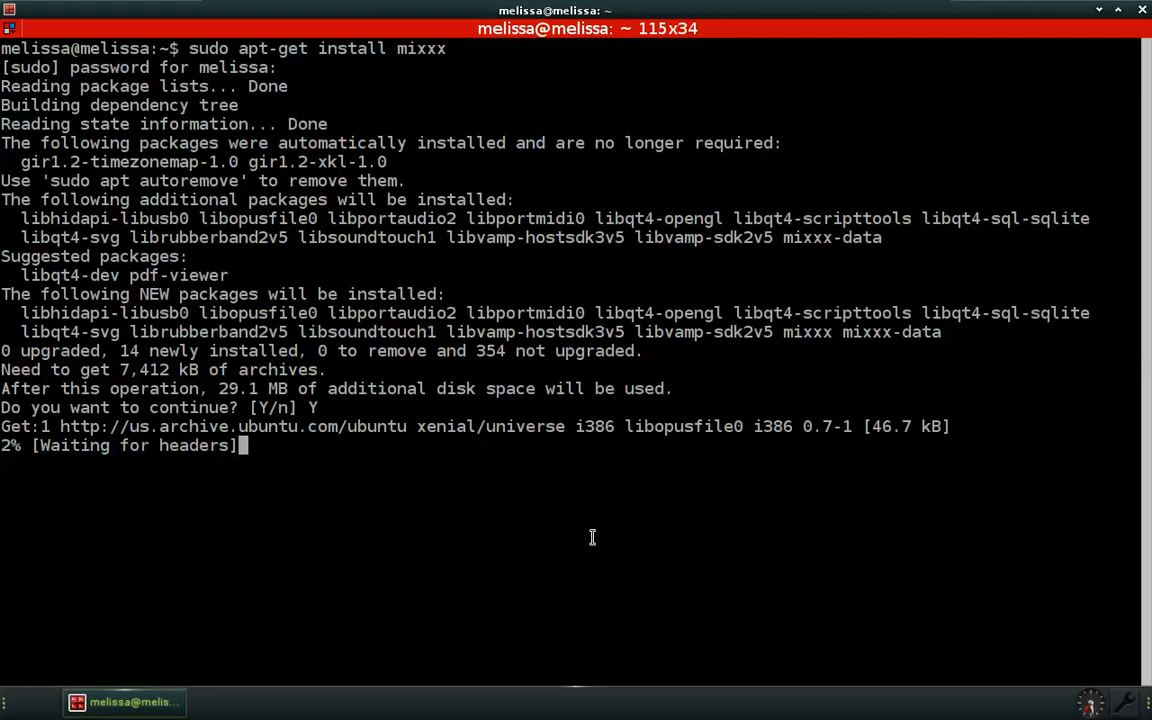 melissa@melissa: ~
melissa@melissa: ~ 115x34
melissa@melissa:~$ sudo apt-get install mixxx
[sudo] password for melissa:
Reading package lists... Done
Building dependency tree
Reading state information... Done
The following packages were automatically installed and are no longer required:
  gir1.2-timezonemap-1.0 gir1.2-xkl-1.0
Use 'sudo apt autoremove' to remove them.
The following additional packages will be installed:
  libhidapi-libusb0 libopusfile0 libportaudio2 libportmidi0 libqt4-opengl libqt4-scripttools libqt4-sql-sqlite
  libqt4-svg librubberband2v5 libsoundtouch1 libvamp-hostsdk3v5 libvamp-sdk2v5 mixxx-data
Suggested packages:
  libqt4-dev pdf-viewer
The following NEW packages will be installed:
  libhidapi-libusb0 libopusfile0 libportaudio2 libportmidi0 libqt4-opengl libqt4-scripttools libqt4-sql-sqlite
  libqt4-svg librubberband2v5 libsoundtouch1 libvamp-hostsdk3v5 libvamp-sdk2v5 mixxx mixxx-data
0 upgraded, 14 newly installed, 0 to remove and 354 not upgraded.
Need to get 7,412 kB of archives.
After this operation, 29.1 MB of additional disk space will be used.
Do you want to continue? [Y/n] Y
Get:1 http://us.archive.ubuntu.com/ubuntu xenial/universe i386 libopusfile0 i386 0.7-1 [46.7 kB]
2% [Waiting for headers]
melissa@melis...